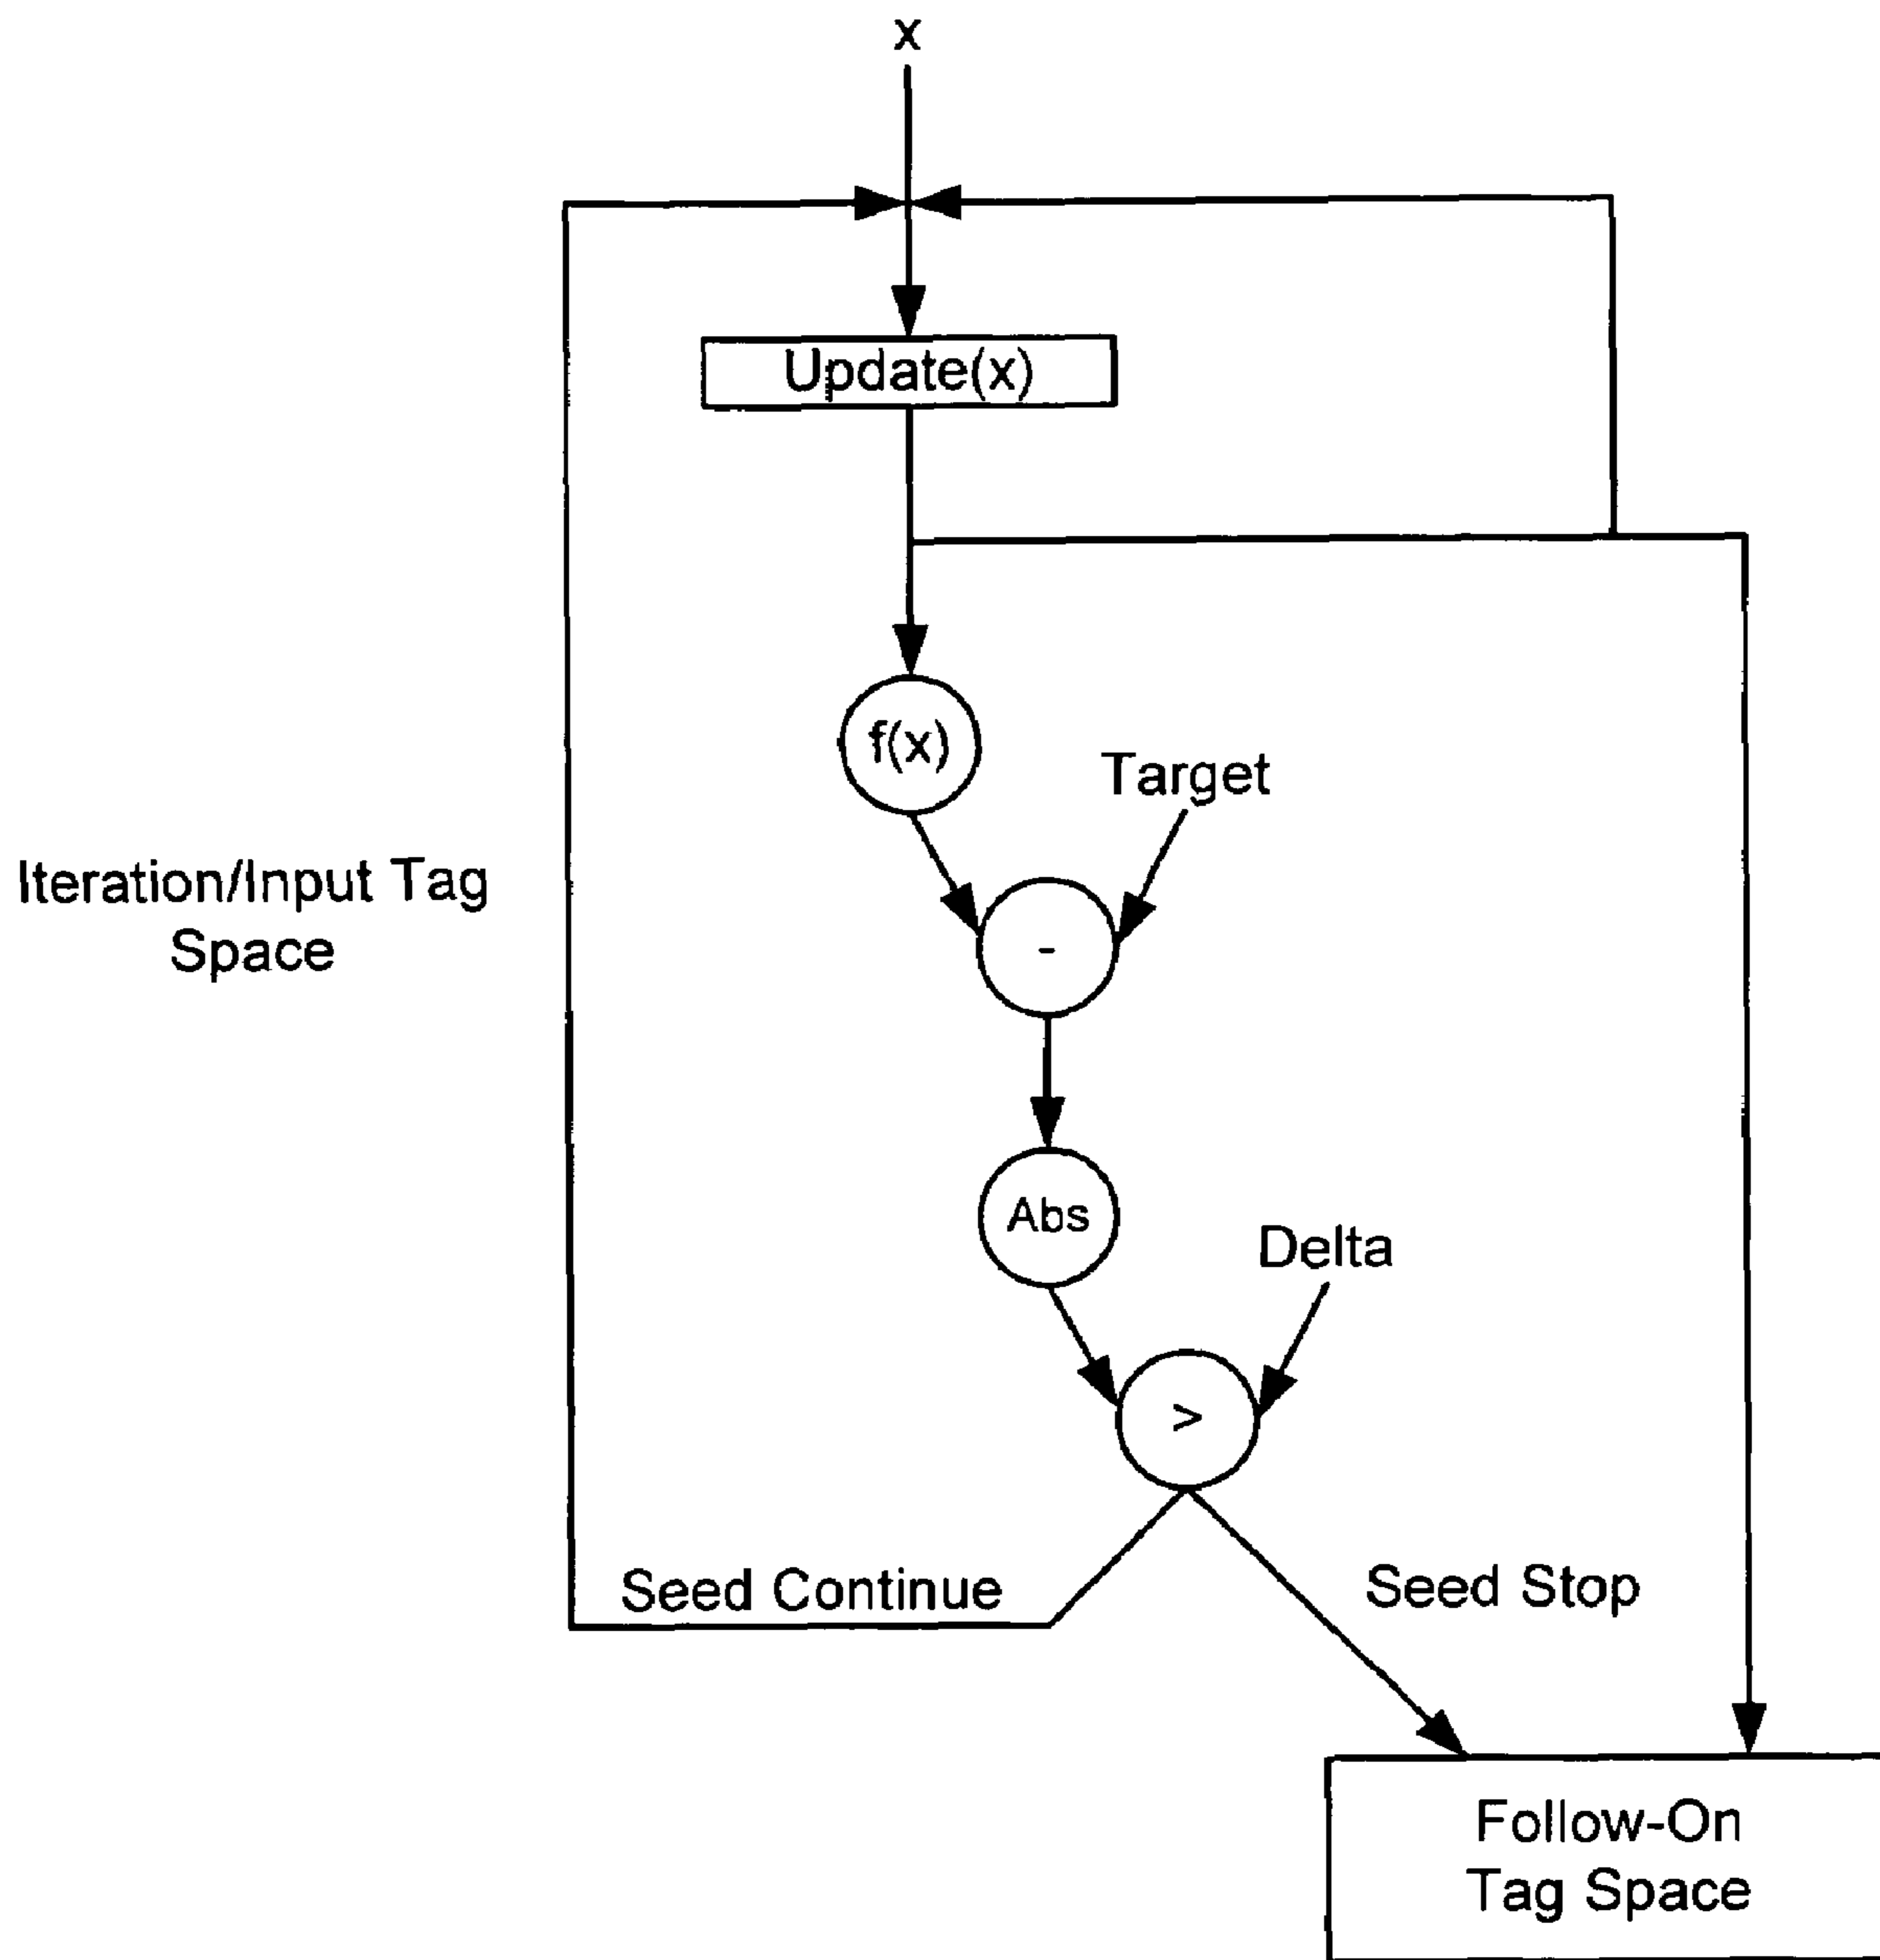 x
Update(x)
f(x)
Target
Iteration/Input Tag
Space
-
Abs
Delta
>
Seed Continue
Seed Stop
Follow-On
Tag Space